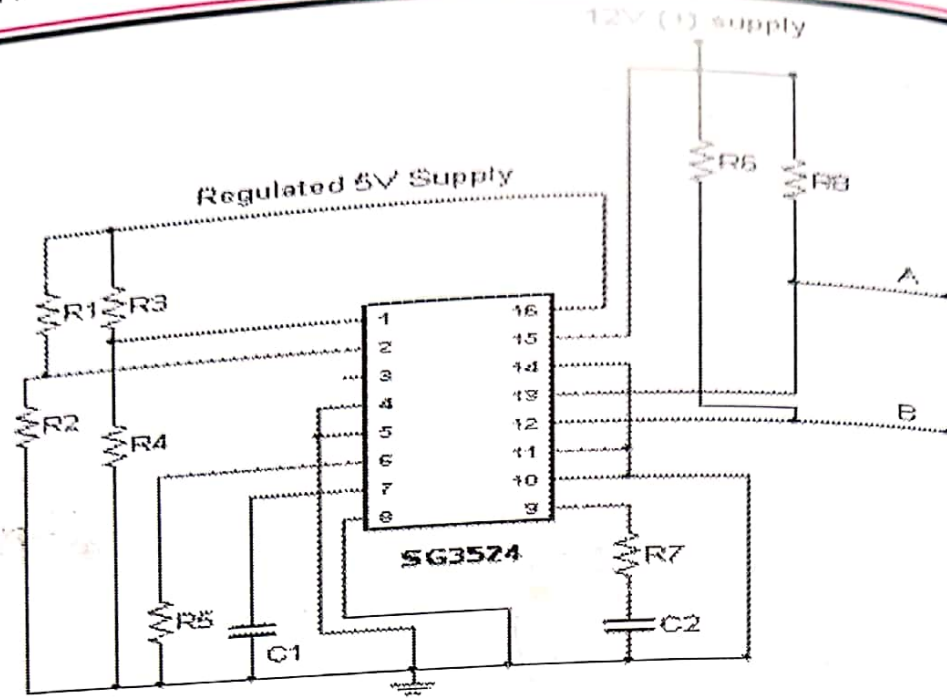 12V (+) supply
R6
R8
Regulated 5V Supply
A
R1
R3
1
16
2
15
3
14
4
13
B
5
12
R2
R4
6
11
7
10
8
9
SG3524
R7
R5
C1
C2